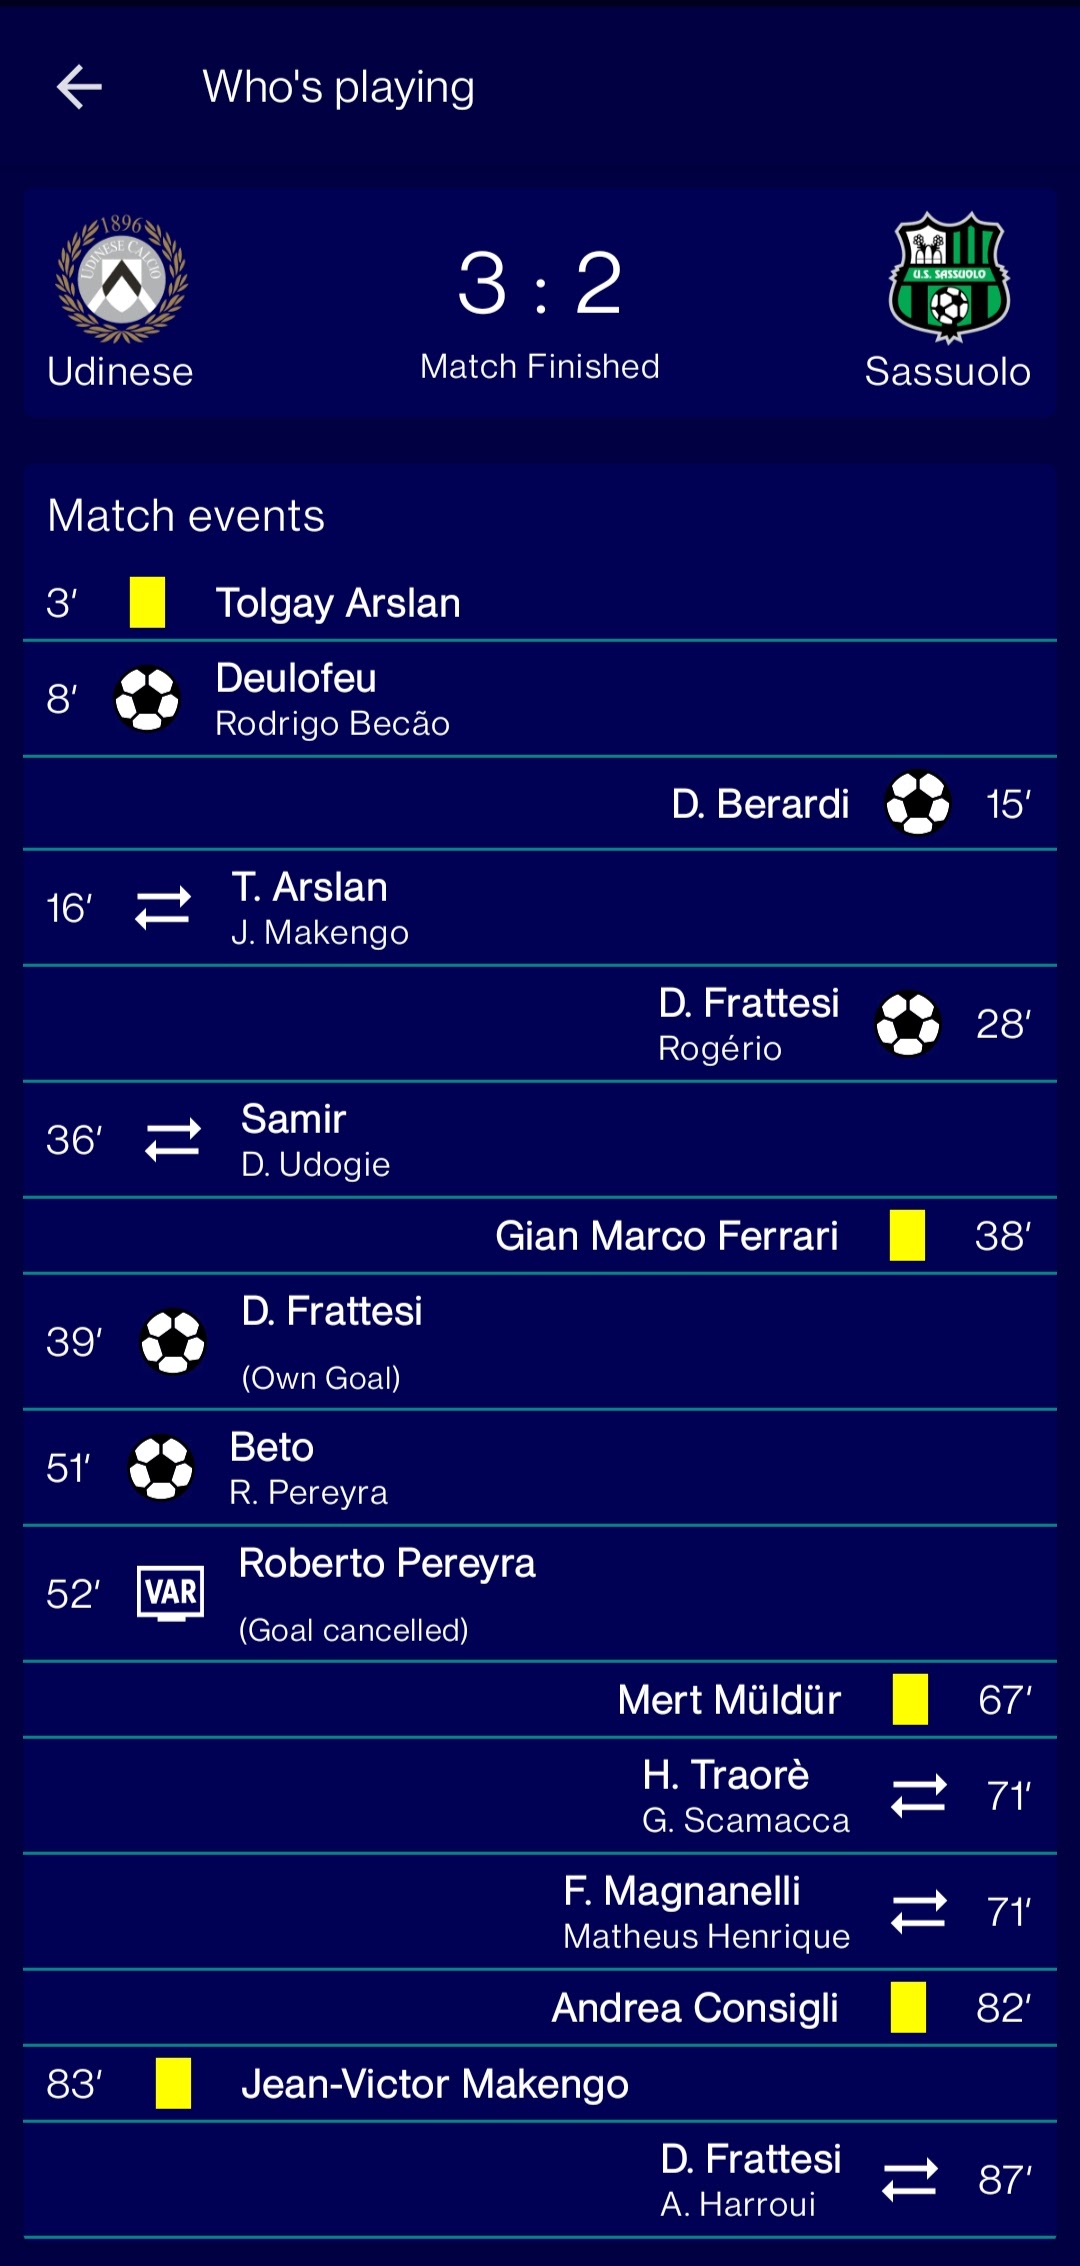 Who's playing
1896
UDINESE CALCIO
U.S. SASSUOLO
3 : 2
Udinese
Match Finished
Sassuolo
Match events
3' Tolgay Arslan
8' Deulofeu
Rodrigo Becão
D. Berardi 15'
16' T. Arslan
J. Makengo
D. Frattesi 28'
Rogério
36' Samir
D. Udogie
Gian Marco Ferrari 38'
39' D. Frattesi
(Own Goal)
51' Beto
R. Pereyra
52' VAR Roberto Pereyra
(Goal cancelled)
Mert Müldür 67'
H. Traorè 71'
G. Scamacca
F. Magnanelli 71'
Matheus Henrique
Andrea Consigli 82'
83' Jean-Victor Makengo
D. Frattesi 87'
A. Harroui